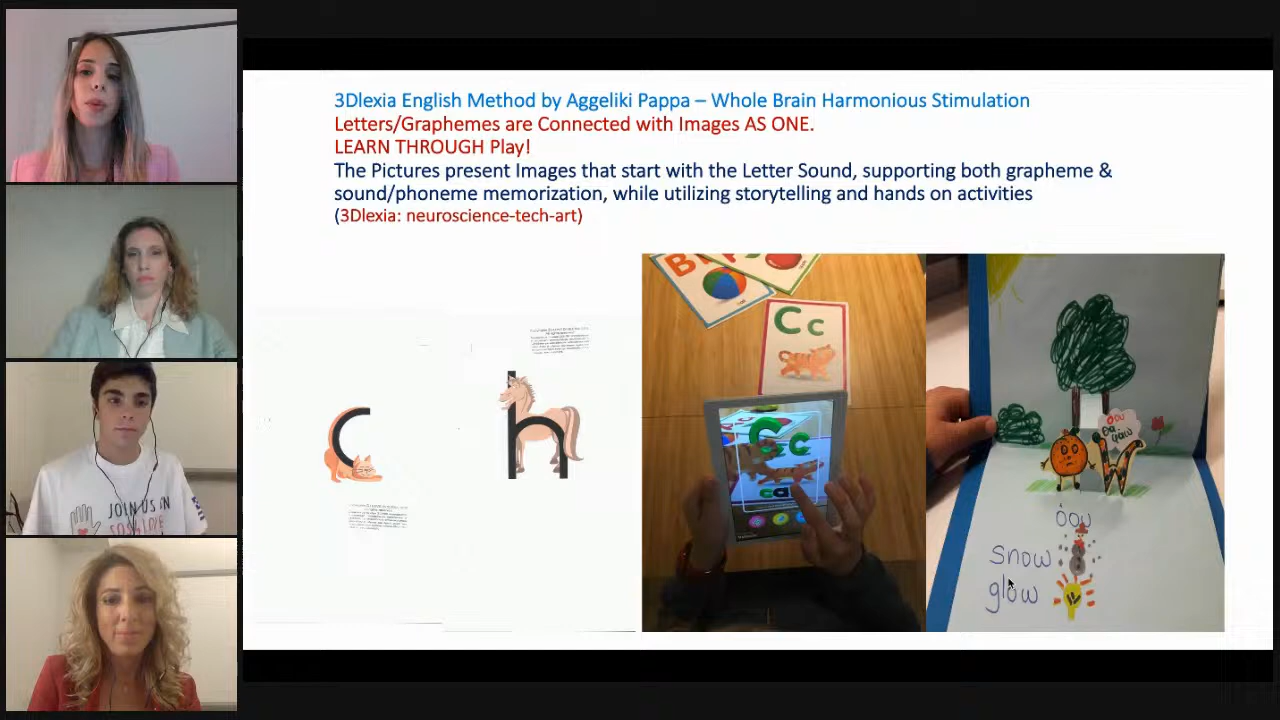 3Dlexia English Method by Aggeliki Pappa – Whole Brain Harmonious Stimulation
Letters/Graphemes are Connected with Images AS ONE.
LEARN THROUGH Play!
The Pictures present Images that start with the Letter Sound, supporting both grapheme &
sound/phoneme memorization, while utilizing storytelling and hands on activities
(3Dlexia: neuroscience-tech-art)
c
h
C c
C c
ca
όου
snow
glow
JOIN US IN